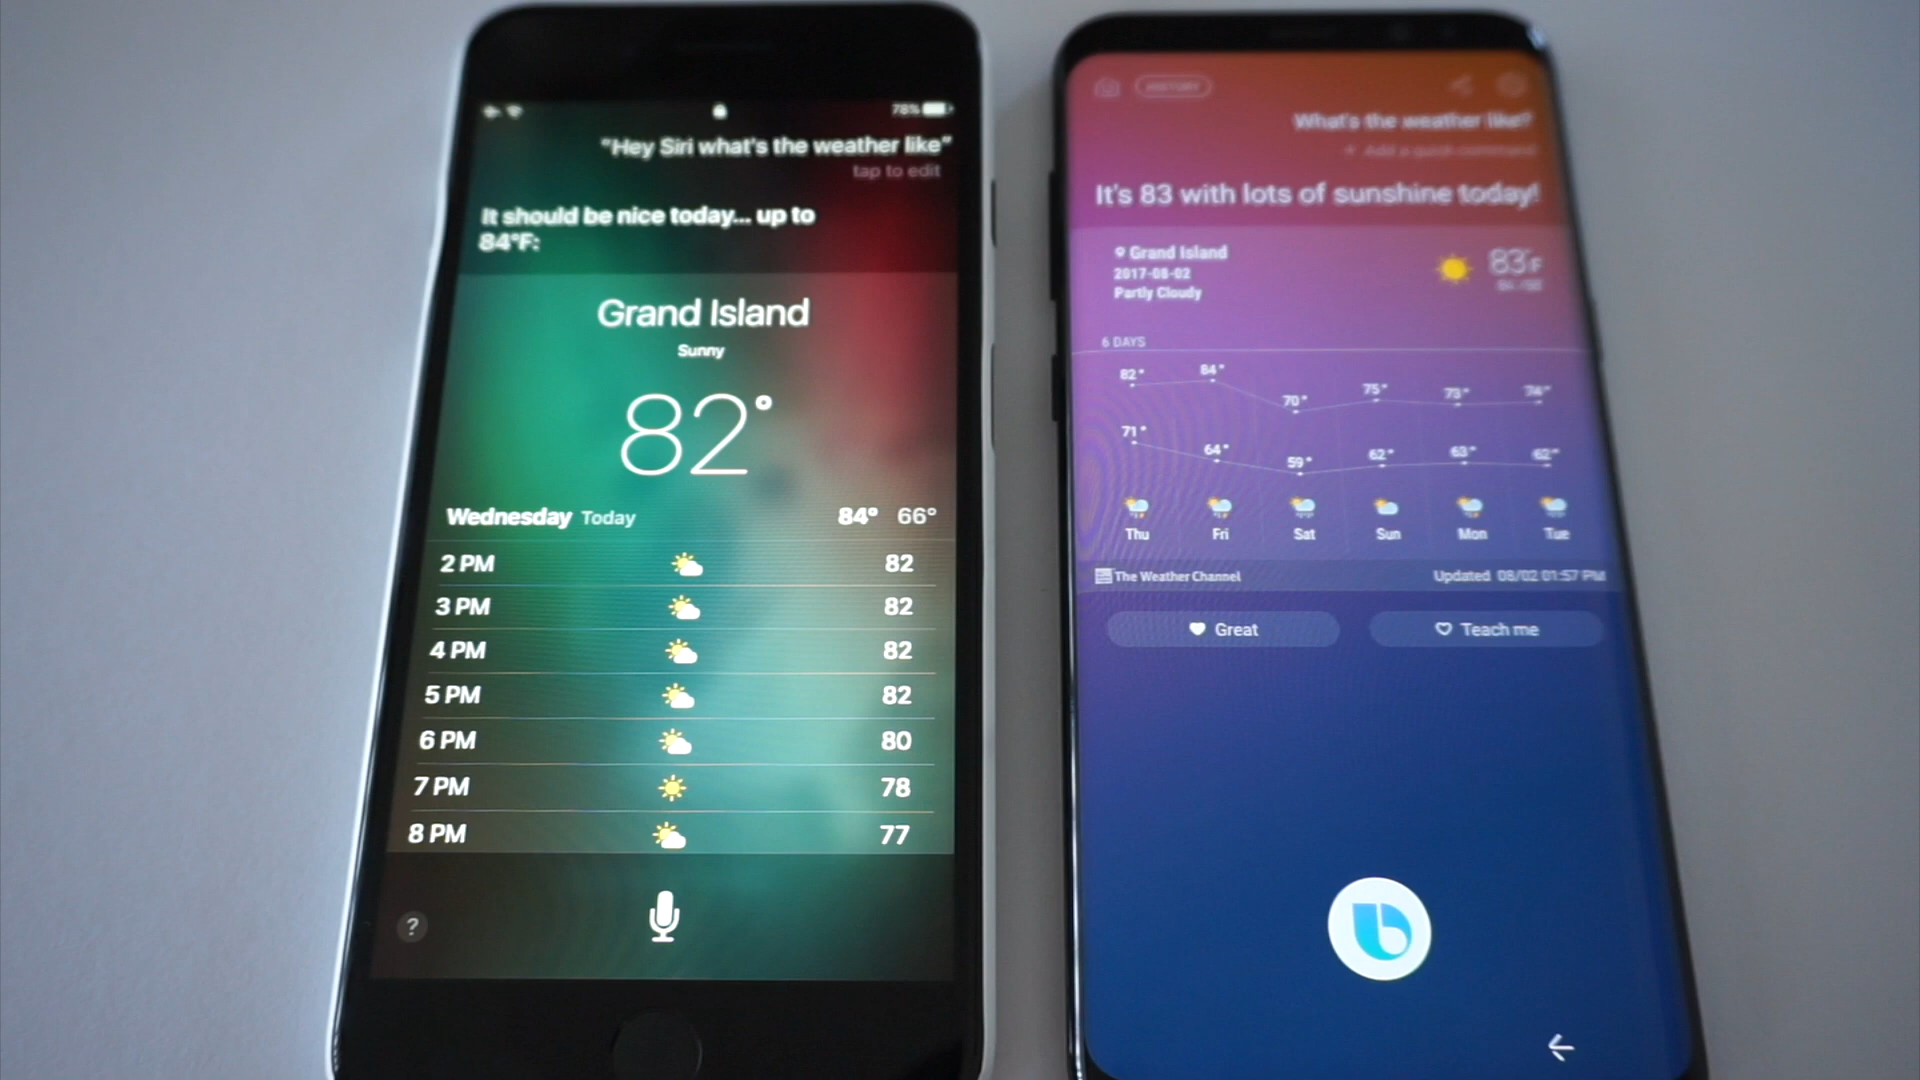 78%
"Hey Siri what's the weather like"
tap to edit
It should be nice today... up to
84°F:
Grand Island
Sunny
82°
Wednesday Today 84° 66°
2 PM 82
3 PM 82
4 PM 82
5 PM 82
6 PM 80
7 PM 78
8 PM 77
?
HISTORY
What's the weather like?
+ Add a quick command
It's 83 with lots of sunshine today!
Grand Island
2017-08-02
Partly Cloudy
83°F
6 DAYS
82° 84° 70° 75° 73° 74°
71° 64° 59° 62° 63° 62°
Thu Fri Sat Sun Mon Tue
The Weather Channel Updated 08/02 01:57 PM
Great Teach me
b